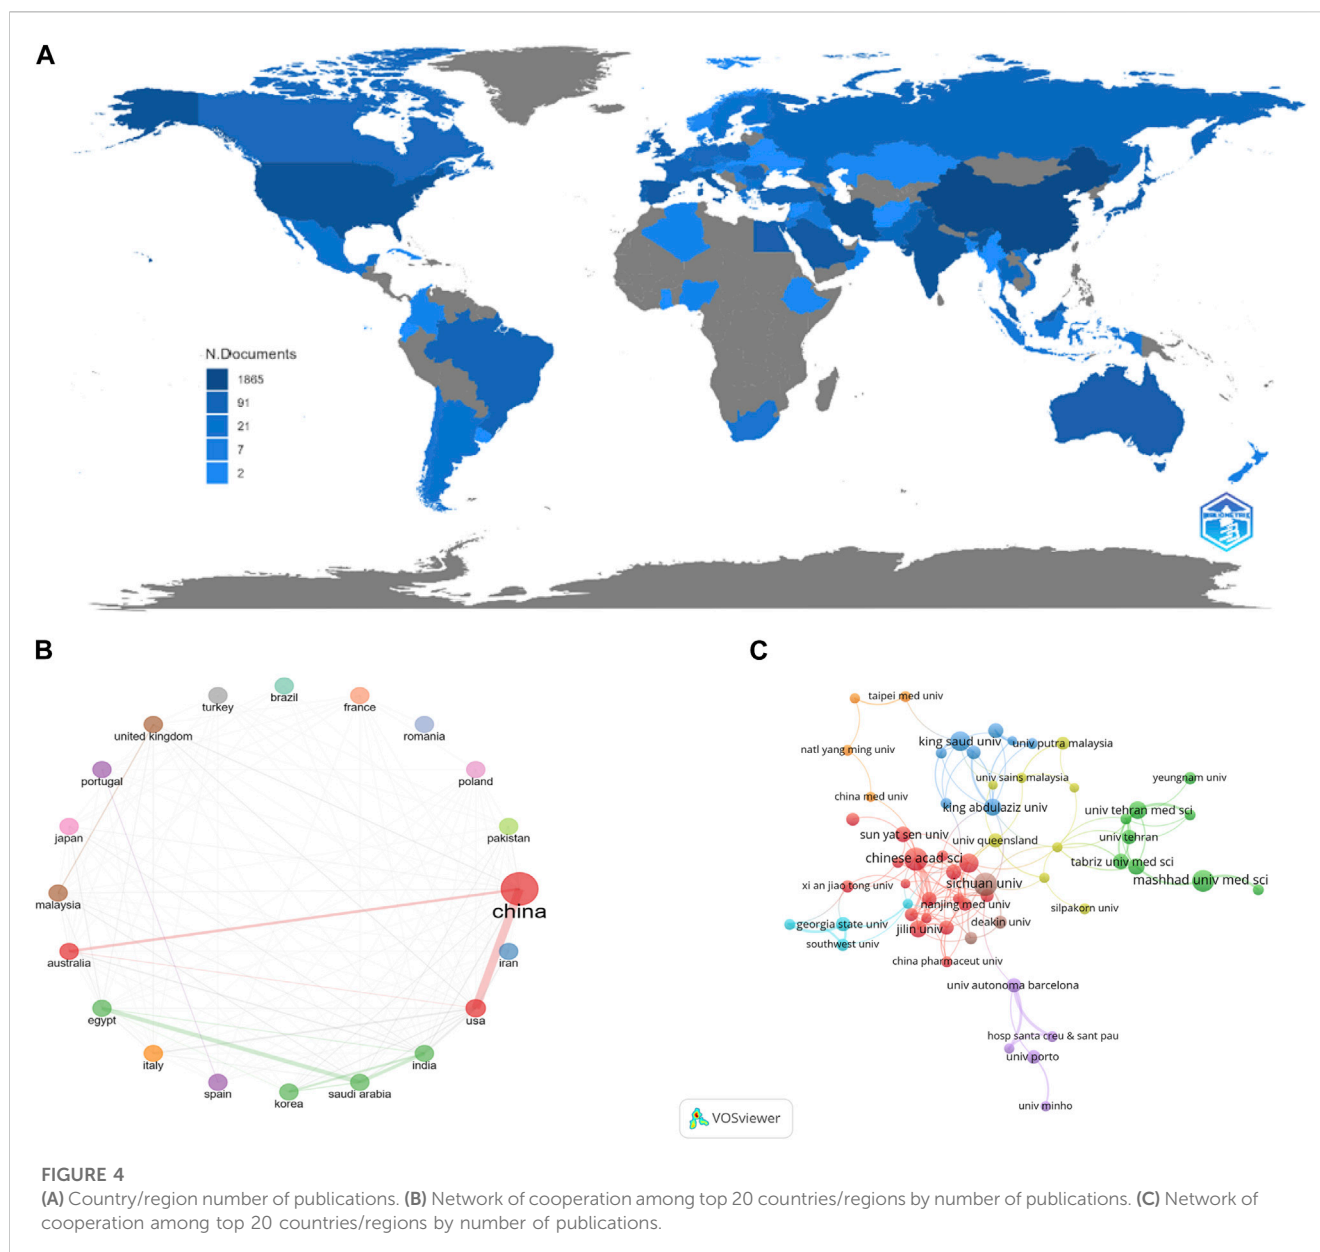 A
N.Documents
1865
91
21
7
2
B
brazil
turkey
france
united kingdom
romania
portugal
poland
japan
pakistan
malaysia
china
australia
iran
egypt
usa
italy
india
spain
saudi arabia
korea
C
taipei med univ
king saud univ
univ putra malaysia
natl yang ming univ
univ sains malaysia
yeungnam univ
china med univ
king abdulaziz univ
univ tehran med sci
sun yat sen univ
univ queensland
univ tehran
chinese acad sci
tabriz univ med sci
xi an jiao tong univ
sichuan univ
mashhad univ med sci
nanjing med univ
silpakorn univ
georgia state univ
jilin univ
deakin univ
southwest univ
china pharmaceut univ
univ autonoma barcelona
hosp santa creu & sant pau
univ porto
univ minho
VOSviewer
FIGURE 4
(A) Country/region number of publications. (B) Network of cooperation among top 20 countries/regions by number of publications. (C) Network of
cooperation among top 20 countries/regions by number of publications.